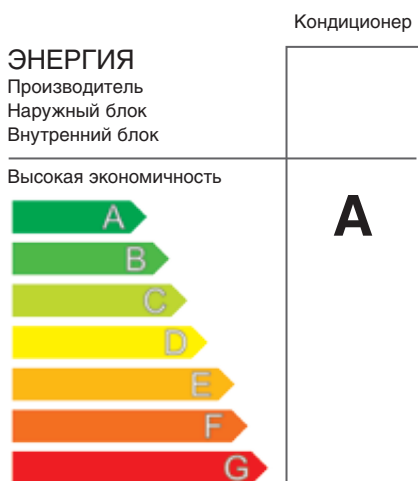 Кондиционер
ЭНЕРГИЯ
Производитель
Наружный блок
Внутренний блок
Высокая экономичность
A
A
B
C
D
E
F
G